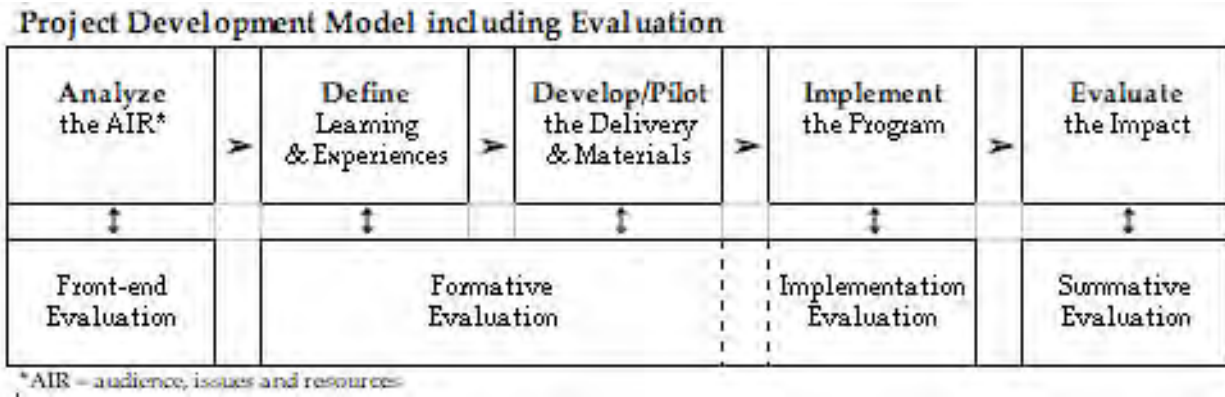 Project Development Model including Evaluation
Analyze
the AIR*
Define
Learning
& Experiences
Develop/Pilot
the Delivery
& Materials
Implement
the Program
Evaluate
the Impact
Front-end
Evaluation
Formative
Evaluation
Implementation
Evaluation
Summative
Evaluation
*AIR – audience, issues and resources